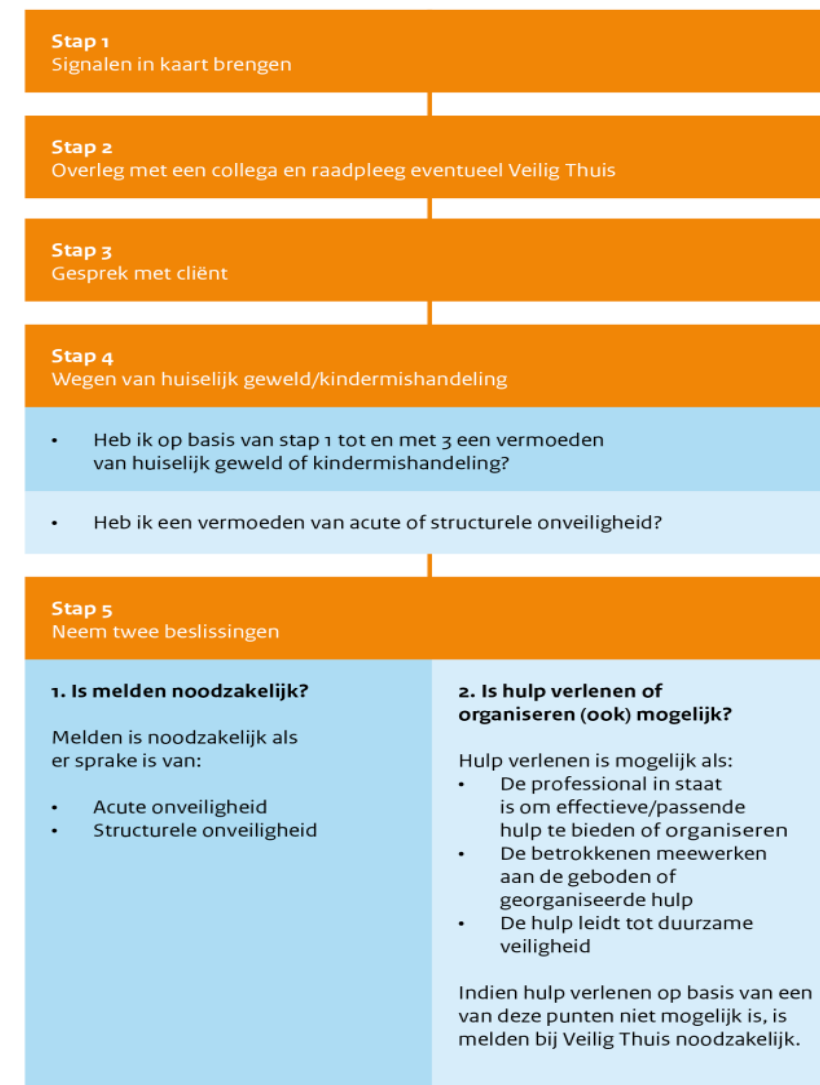 Stap 1
Signalen in kaart brengen
Stap 2
Overleg met een collega en raadpleeg eventueel Veilig Thuis
Stap 3
Gesprek met cliënt
Stap 4
Wegen van huiselijk geweld/kindermishandeling
• Heb ik op basis van stap 1 tot en met 3 een vermoeden
van huiselijk geweld of kindermishandeling?
• Heb ik een vermoeden van acute of structurele onveiligheid?
Stap 5
Neem twee beslissingen
1. Is melden noodzakelijk?
Melden is noodzakelijk als
er sprake is van:
• Acute onveiligheid
• Structurele onveiligheid
2. Is hulp verlenen of
organiseren (ook) mogelijk?
Hulp verlenen is mogelijk als:
• De professional in staat
is om effectieve/passende
hulp te bieden of organiseren
• De betrokkenen meewerken
aan de geboden of
georganiseerde hulp
• De hulp leidt tot duurzame
veiligheid
Indien hulp verlenen op basis van een
van deze punten niet mogelijk is, is
melden bij Veilig Thuis noodzakelijk.